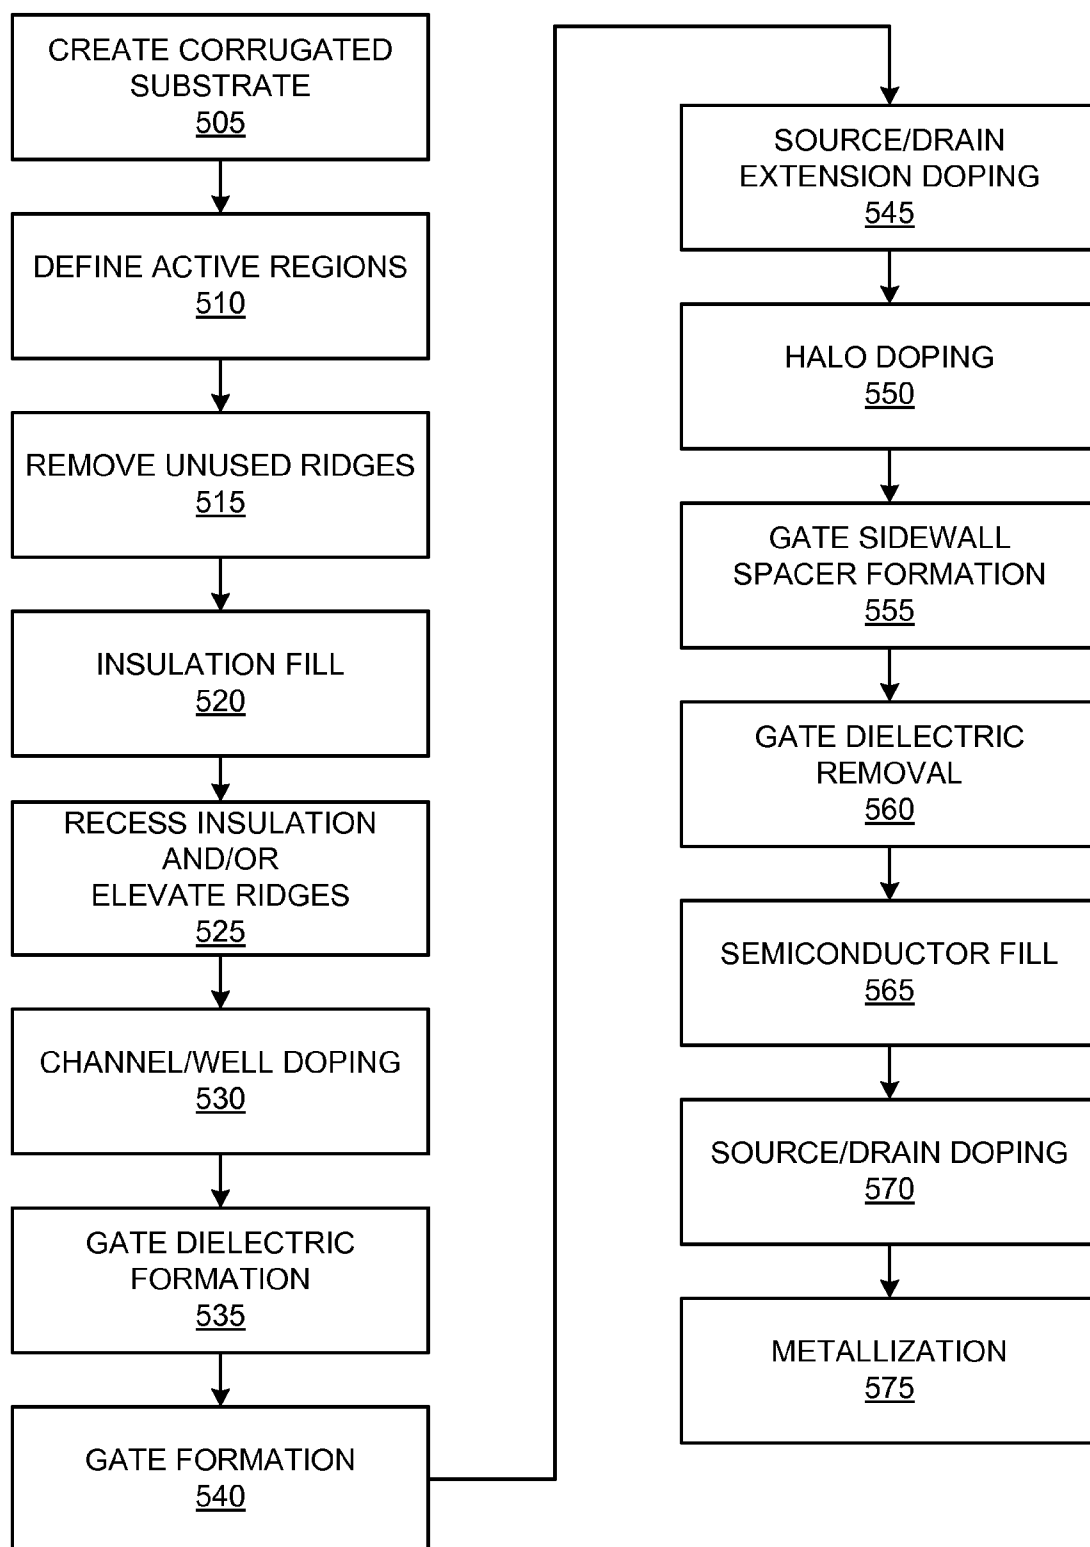 CREATE CORRUGATED
SUBSTRATE
505
DEFINE ACTIVE REGIONS
510
REMOVE UNUSED RIDGES
515
INSULATION FILL
520
RECESS INSULATION
AND/OR
ELEVATE RIDGES
525
CHANNEL/WELL DOPING
530
GATE DIELECTRIC
FORMATION
535
GATE FORMATION
540
SOURCE/DRAIN
EXTENSION DOPING
545
HALO DOPING
550
GATE SIDEWALL
SPACER FORMATION
555
GATE DIELECTRIC
REMOVAL
560
SEMICONDUCTOR FILL
565
SOURCE/DRAIN DOPING
570
METALLIZATION
575